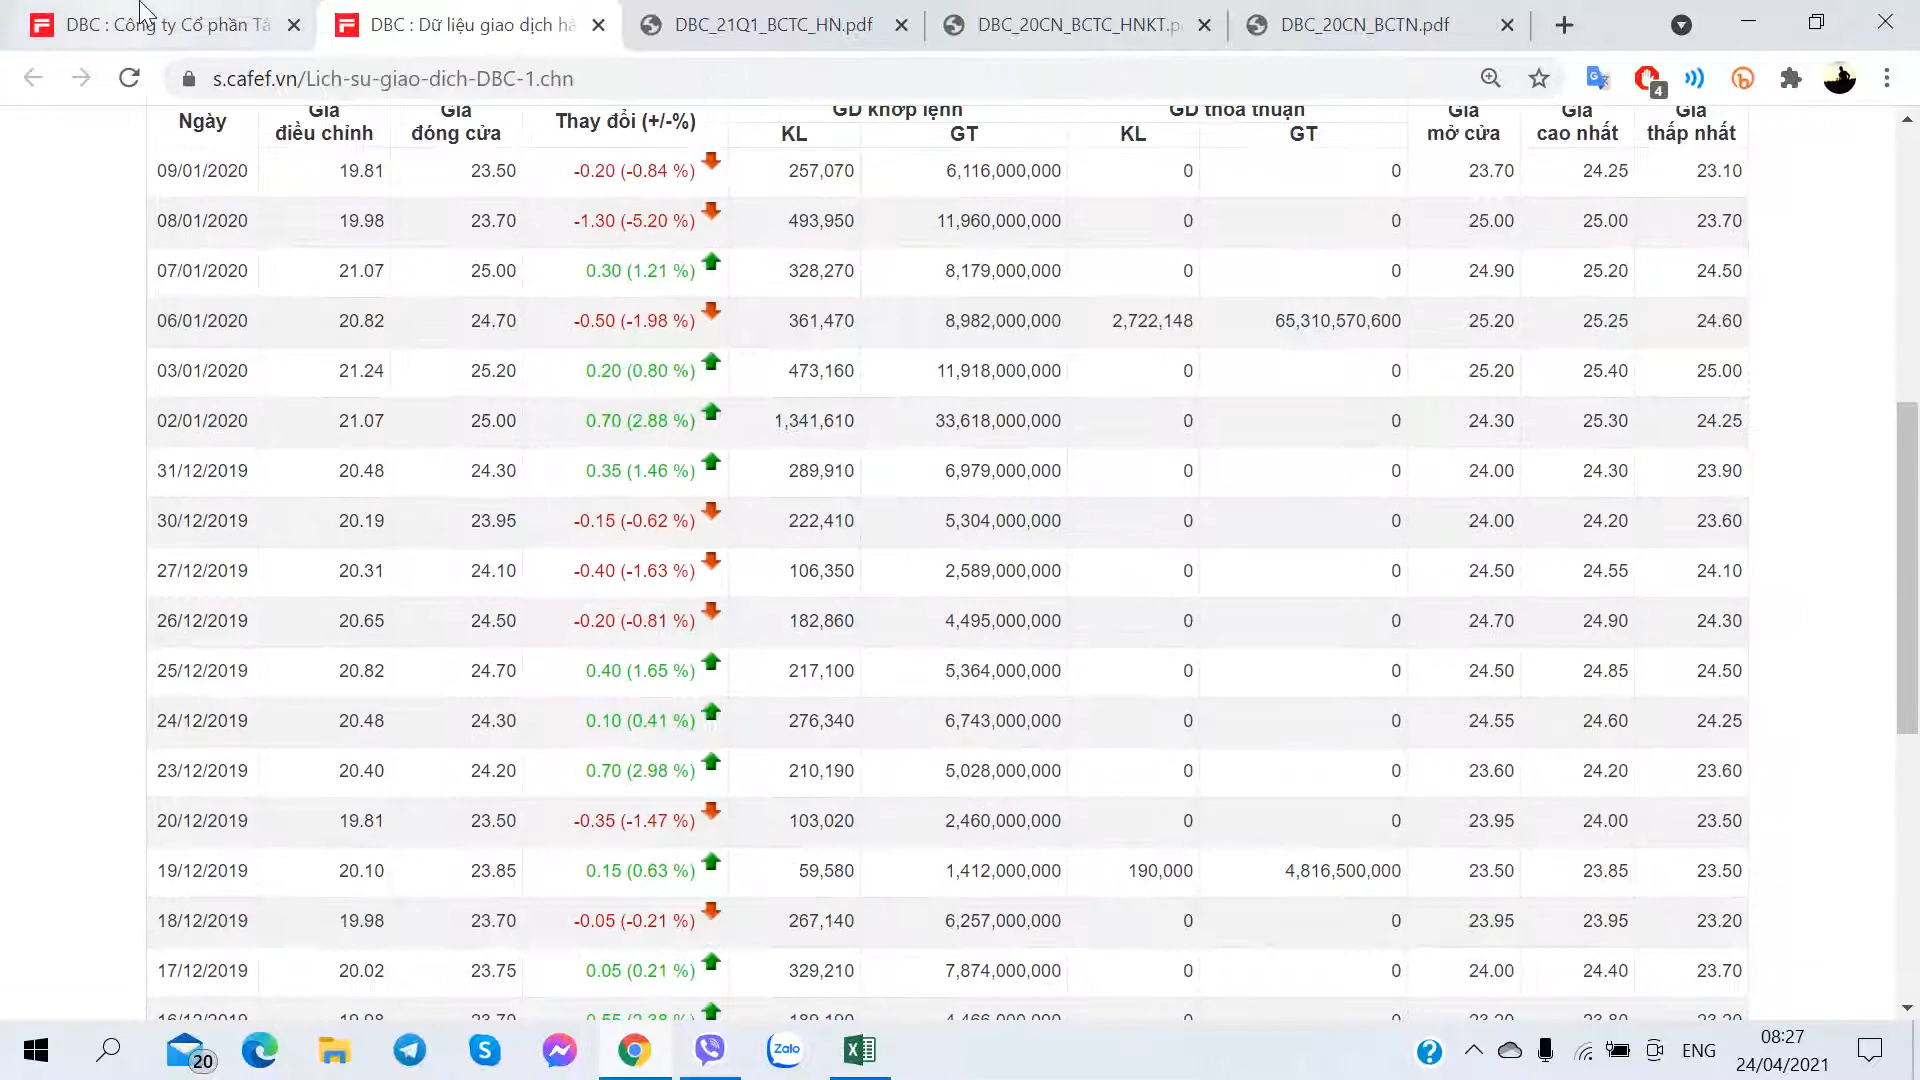 DBC : Công ty Cổ phần Tậ
DBC : Dữ liệu giao dịch hà
DBC_21Q1_BCTC_HN.pdf
DBC_20CN_BCTC_HNKT.p
DBC_20CN_BCTN.pdf
s.cafef.vn/Lich-su-giao-dich-DBC-1.chn
4
Ngày Giá điều chỉnh Giá đóng cửa Thay đổi (+/-%) GD khớp lệnh GD thỏa thuận Giá mở cửa Giá cao nhất Giá thấp nhất
KL GT KL GT
09/01/2020 19.81 23.50 -0.20 (-0.84 %) 257,070 6,116,000,000 0 0 23.70 24.25 23.10
08/01/2020 19.98 23.70 -1.30 (-5.20 %) 493,950 11,960,000,000 0 0 25.00 25.00 23.70
07/01/2020 21.07 25.00 0.30 (1.21 %) 328,270 8,179,000,000 0 0 24.90 25.20 24.50
06/01/2020 20.82 24.70 -0.50 (-1.98 %) 361,470 8,982,000,000 2,722,148 65,310,570,600 25.20 25.25 24.60
03/01/2020 21.24 25.20 0.20 (0.80 %) 473,160 11,918,000,000 0 0 25.20 25.40 25.00
02/01/2020 21.07 25.00 0.70 (2.88 %) 1,341,610 33,618,000,000 0 0 24.30 25.30 24.25
31/12/2019 20.48 24.30 0.35 (1.46 %) 289,910 6,979,000,000 0 0 24.00 24.30 23.90
30/12/2019 20.19 23.95 -0.15 (-0.62 %) 222,410 5,304,000,000 0 0 24.00 24.20 23.60
27/12/2019 20.31 24.10 -0.40 (-1.63 %) 106,350 2,589,000,000 0 0 24.50 24.55 24.10
26/12/2019 20.65 24.50 -0.20 (-0.81 %) 182,860 4,495,000,000 0 0 24.70 24.90 24.30
25/12/2019 20.82 24.70 0.40 (1.65 %) 217,100 5,364,000,000 0 0 24.50 24.85 24.50
24/12/2019 20.48 24.30 0.10 (0.41 %) 276,340 6,743,000,000 0 0 24.55 24.60 24.25
23/12/2019 20.40 24.20 0.70 (2.98 %) 210,190 5,028,000,000 0 0 23.60 24.20 23.60
20/12/2019 19.81 23.50 -0.35 (-1.47 %) 103,020 2,460,000,000 0 0 23.95 24.00 23.50
19/12/2019 20.10 23.85 0.15 (0.63 %) 59,580 1,412,000,000 190,000 4,816,500,000 23.50 23.85 23.50
18/12/2019 19.98 23.70 -0.05 (-0.21 %) 267,140 6,257,000,000 0 0 23.95 23.95 23.20
17/12/2019 20.02 23.75 0.05 (0.21 %) 329,210 7,874,000,000 0 0 24.00 24.40 23.70
20
Zalo
ENG
08:27
24/04/2021